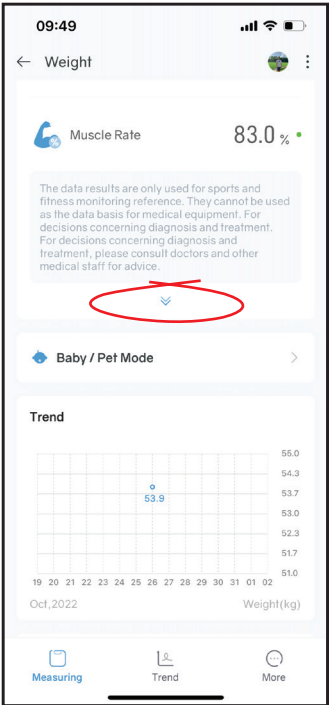 09:49
← Weight
Muscle Rate 83.0 %
The data results are only used for sports and
fitness monitoring reference. They cannot be used
as the data basis for medical equipment. For
decisions concerning diagnosis and treatment.
For decisions concerning diagnosis and
treatment, please consult doctors and other
medical staff for advice.
Baby / Pet Mode
Trend
55.0
54.3
53.7
53.0
52.3
51.7
51.0
53.9
19 20 21 22 23 24 25 26 27 28 29 30 31 01 02
Oct,2022 Weight(kg)
Measuring Trend More